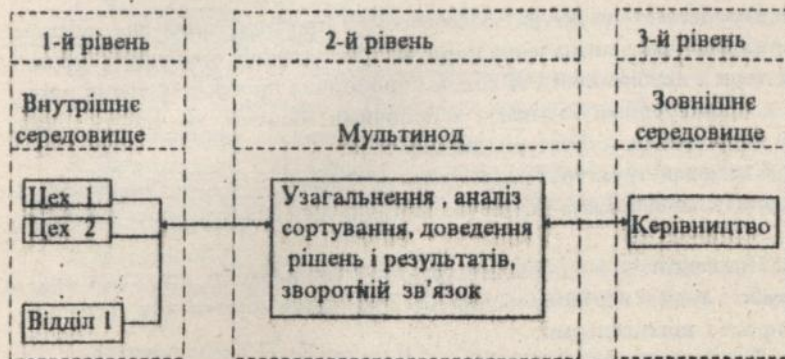 1-й рівень
2-й рівень
3-й рівень
Внутрішнє
середовище
Мультинод
Зовнішнє
середовище
Цех 1
Цех 2
Відділ 1
Узагальнення , аналіз
сортування, доведення
рішень і результатів,
зворотній зв'язок
Керівництво